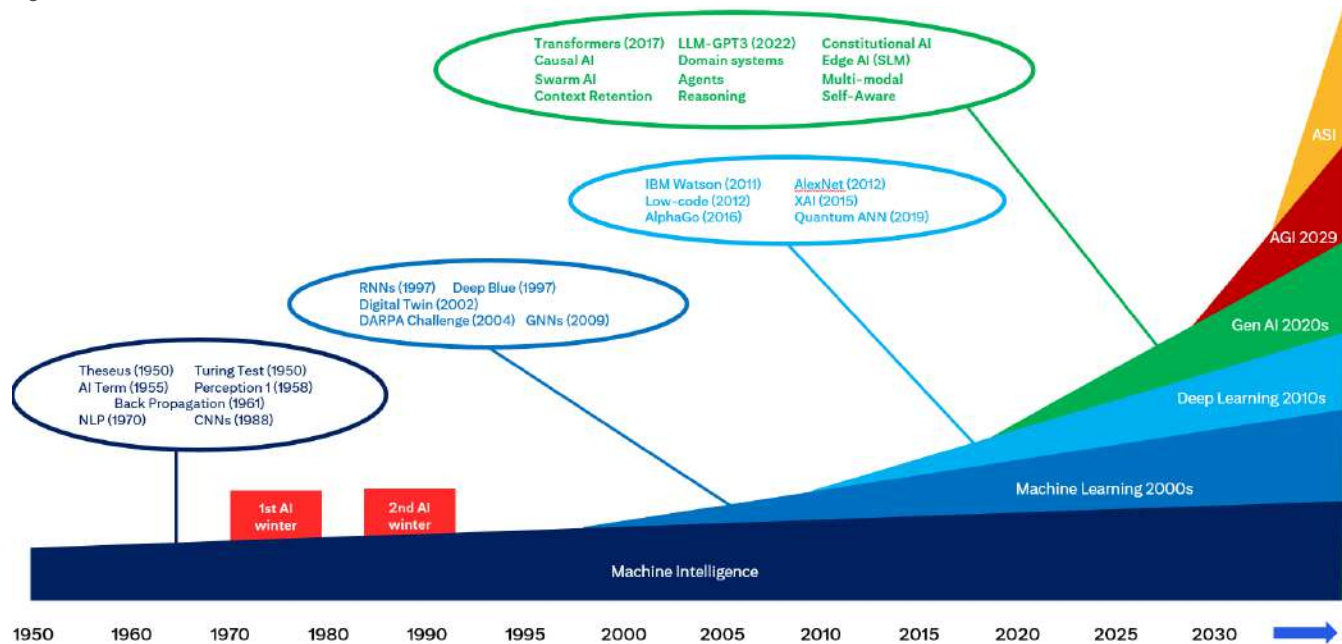 Transformers (2017) LLM-GPT3 (2022) Constitutional AI
Causal AI Domain systems Edge AI (SLM)
Swarm AI Agents Multi-modal
Context Retention Reasoning Self-Aware
ASI
IBM Watson (2011) AlexNet (2012)
Low-code (2012) XAI (2015)
AlphaGo (2016) Quantum ANN (2019)
AGI 2029
RNNs (1997) Deep Blue (1997)
Digital Twin (2002)
DARPA Challenge (2004) GNNs (2009)
Gen AI 2020s
Theseus (1950) Turing Test (1950)
AI Term (1955) Perception 1 (1958)
Back Propagation (1961)
NLP (1970) CNNs (1988)
Deep Learning 2010s
Machine Learning 2000s
1st AI
winter
2nd AI
winter
Machine Intelligence
1950 1960 1970 1980 1990 1995 2000 2005 2010 2015 2020 2025 2030